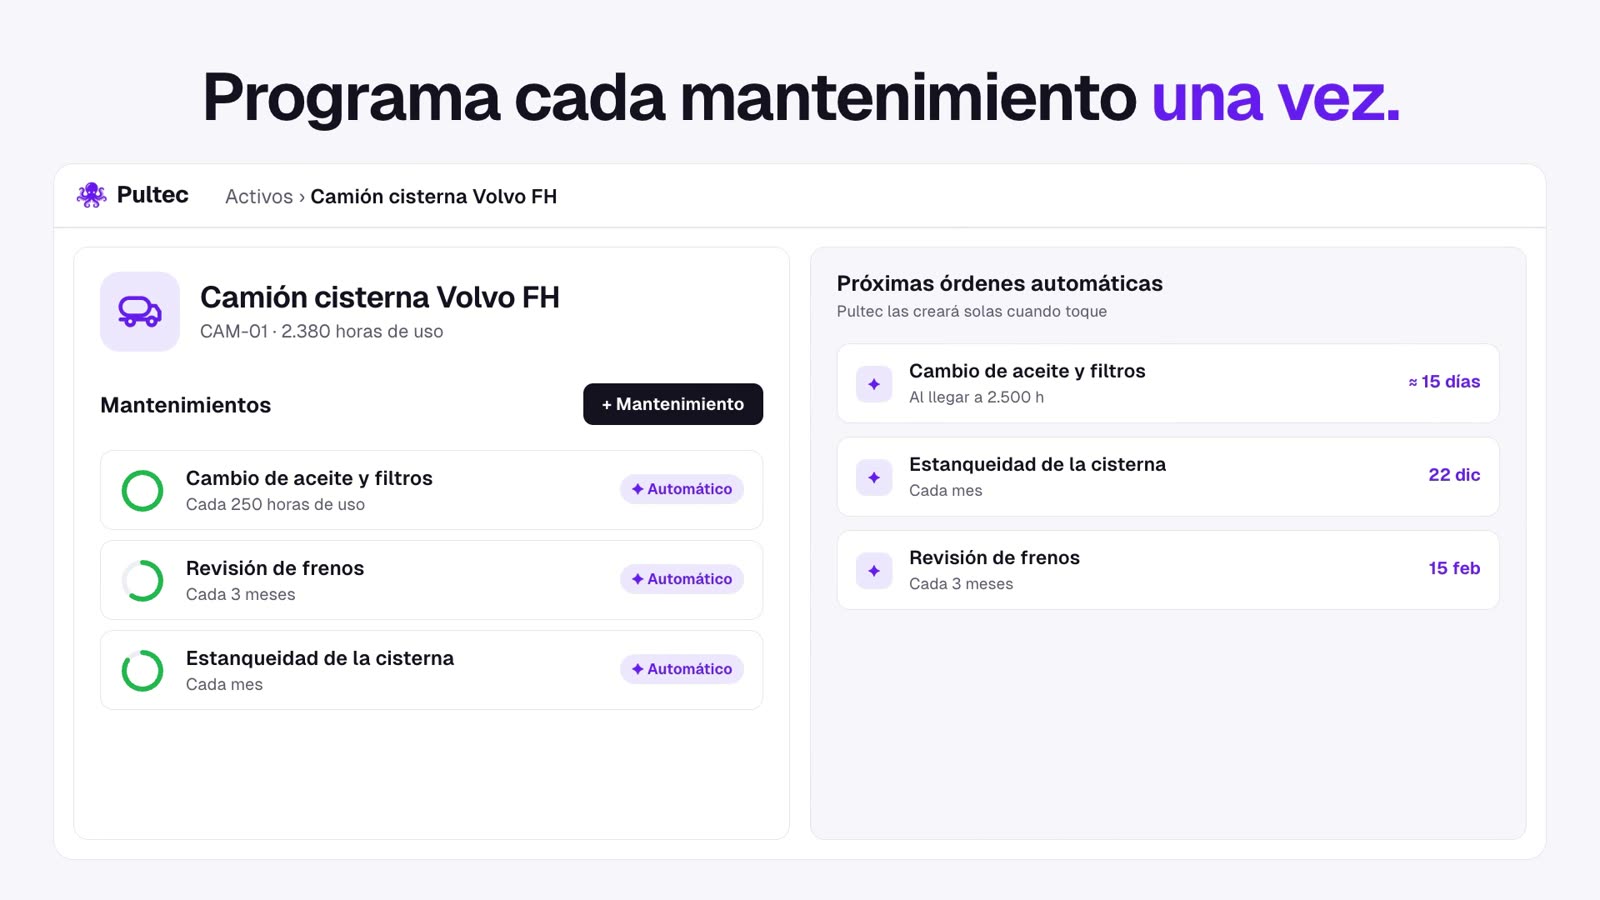 Programa cada mantenimiento una vez.
Pultec
Activos › Camión cisterna Volvo FH
Camión cisterna Volvo FH
CAM-01 · 2.380 horas de uso
Mantenimientos
+ Mantenimiento
Cambio de aceite y filtros
Cada 250 horas de uso
✦ Automático
Revisión de frenos
Cada 3 meses
✦ Automático
Estanqueidad de la cisterna
Cada mes
✦ Automático
Próximas órdenes automáticas
Pultec las creará solas cuando toque
Cambio de aceite y filtros
Al llegar a 2.500 h
≈ 15 días
Estanqueidad de la cisterna
Cada mes
22 dic
Revisión de frenos
Cada 3 meses
15 feb